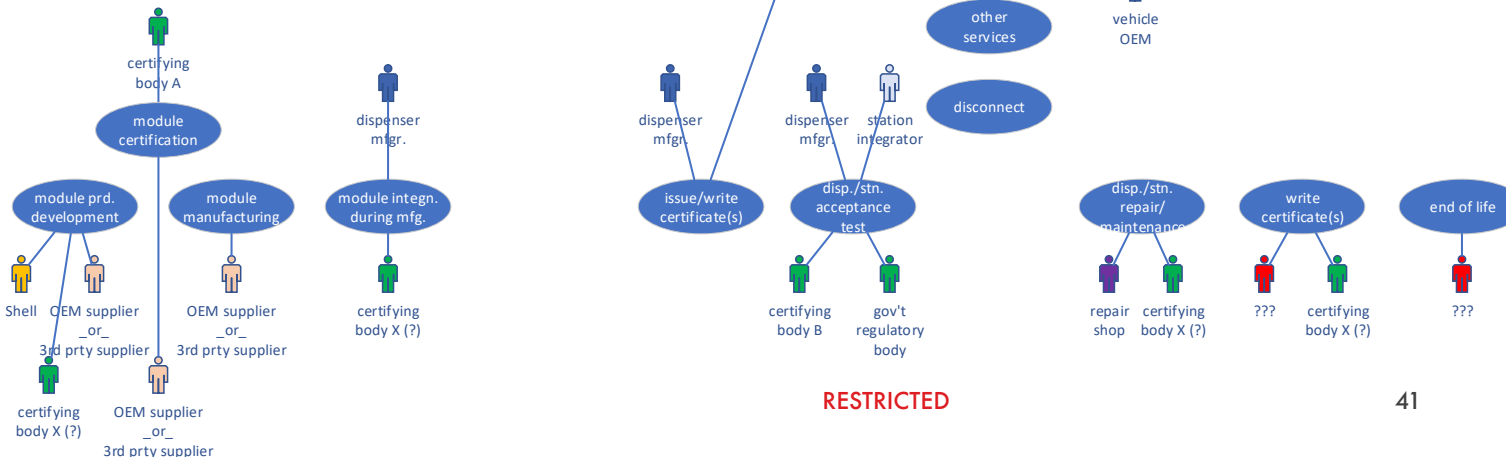 certifying
body A
module
certification
module prd.
development
module
manufacturing
Shell
OEM supplier
_or_
3rd prty supplier
OEM supplier
_or_
3rd prty supplier
certifying
body X (?)
OEM supplier
_or_
3rd prty supplier
dispenser
mfgr.
module integn.
during mfg.
certifying
body X (?)
dispenser
mfgr.
issue/write
certificate(s)
dispenser
mfgr.
station
integrator
disp./stn.
acceptance
test
certifying
body B
gov't
regulatory
body
other
services
disconnect
vehicle
OEM
disp./stn.
repair/
maintenance
repair
shop
certifying
body X (?)
write
certificate(s)
???
certifying
body X (?)
end of life
???
RESTRICTED
41